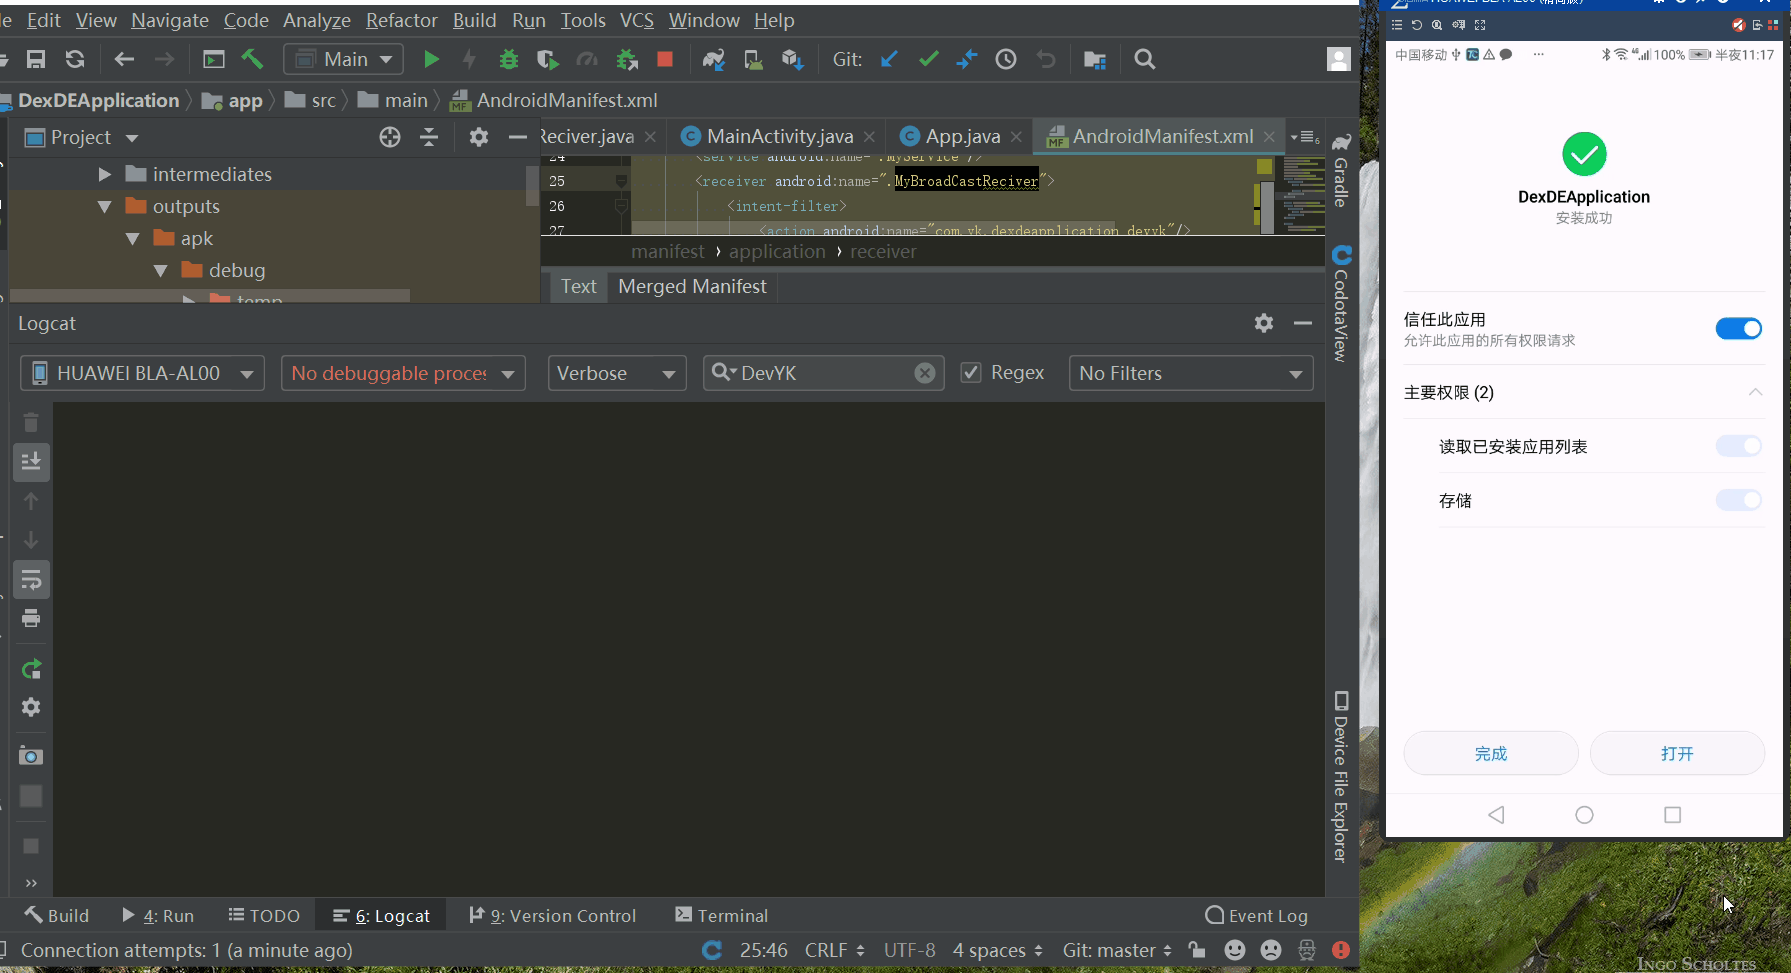 Edit View Navigate Code Analyze Refactor Build Run Tools VCS Window Help
Main Git:
DexDEApplication app src main AndroidManifest.xml
Project
Reciver.java MainActivity.java App.java AndroidManifest.xml
intermediates
outputs
apk
debug
temp
24 <service android:name=".MyService"/>
25 <receiver android:name=".MyBroadCastReciver">
26 <intent-filter>
27 <action android:name="com.yk.dexdeapplication.devyk"/>
manifest › application › receiver
Text Merged Manifest
Logcat
HUAWEI BLA-AL00 No debuggable proces Verbose DevYK Regex No Filters
Gradle
CodotaView
Device File Explorer
Build 4: Run TODO 6: Logcat 9: Version Control Terminal Event Log
Connection attempts: 1 (a minute ago) 25:46 CRLF UTF-8 4 spaces Git: master
中国移动 100% 半夜11:17
DexDEApplication
安装成功
信任此应用
允许此应用的所有权限请求
主要权限 (2)
读取已安装应用列表
存储
完成 打开
INGO SCHOLTES